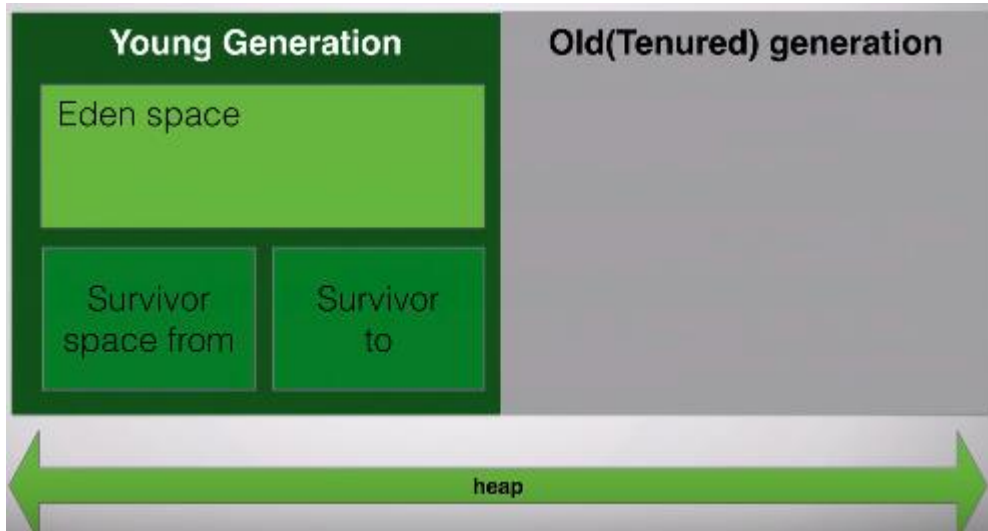 Young Generation
Old(Tenured) generation
Eden space
Survivor
space from
Survivor
to
heap